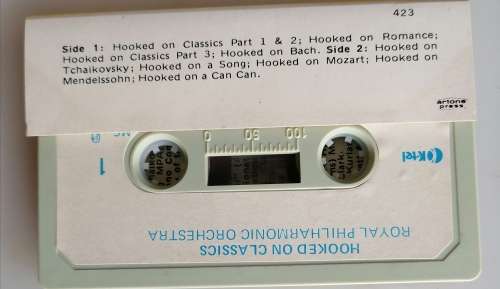 423
Side 1: Hooked on Classics Part 1 & 2; Hooked on Romance;
Hooked on Classics Part 3; Hooked on Bach. Side 2: Hooked on
Tchaikovsky; Hooked on a Song; Hooked on Mozart; Hooked on
Mendelssohn; Hooked on a Can Can.
artone
press
HOOKED ON CLASSICS
ROYAL PHILHARMONIC ORCHESTRA
K-tel
1
100 50 0